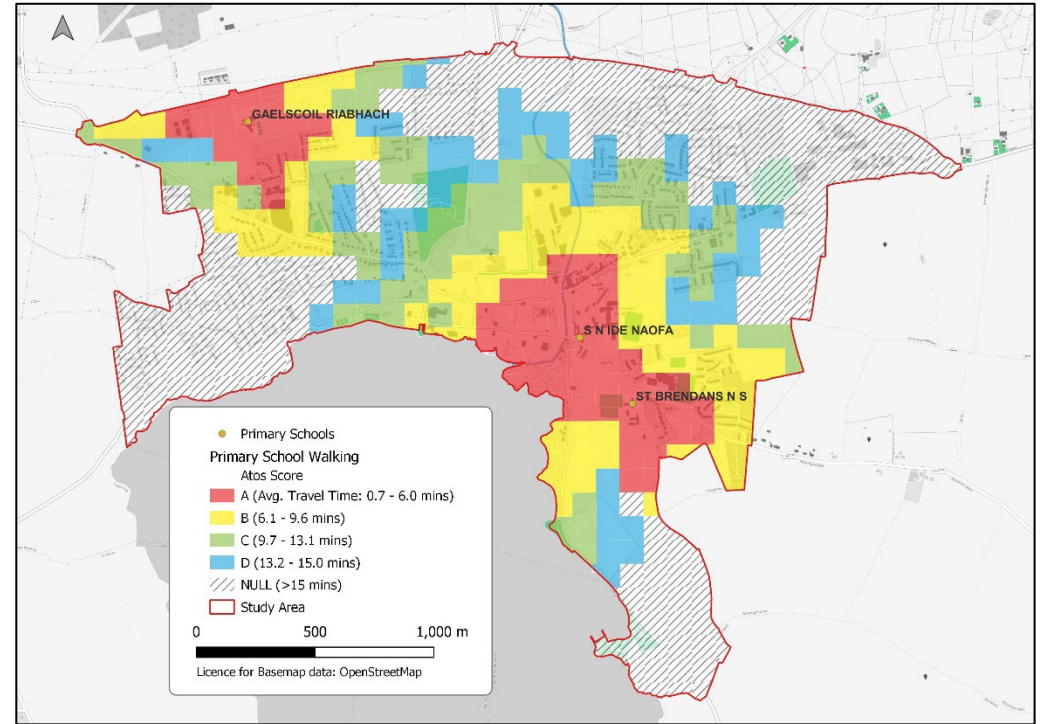 GAELSCOIL RIABHACH
S N IDE NAOFA
ST BRENDANS N S
Primary Schools
Primary School Walking
Atos Score
A (Avg. Travel Time: 0.7 - 6.0 mins)
B (6.1 - 9.6 mins)
C (9.7 - 13.1 mins)
D (13.2 - 15.0 mins)
NULL (>15 mins)
Study Area
0 500 1,000 m
Licence for Basemap data: OpenStreetMap